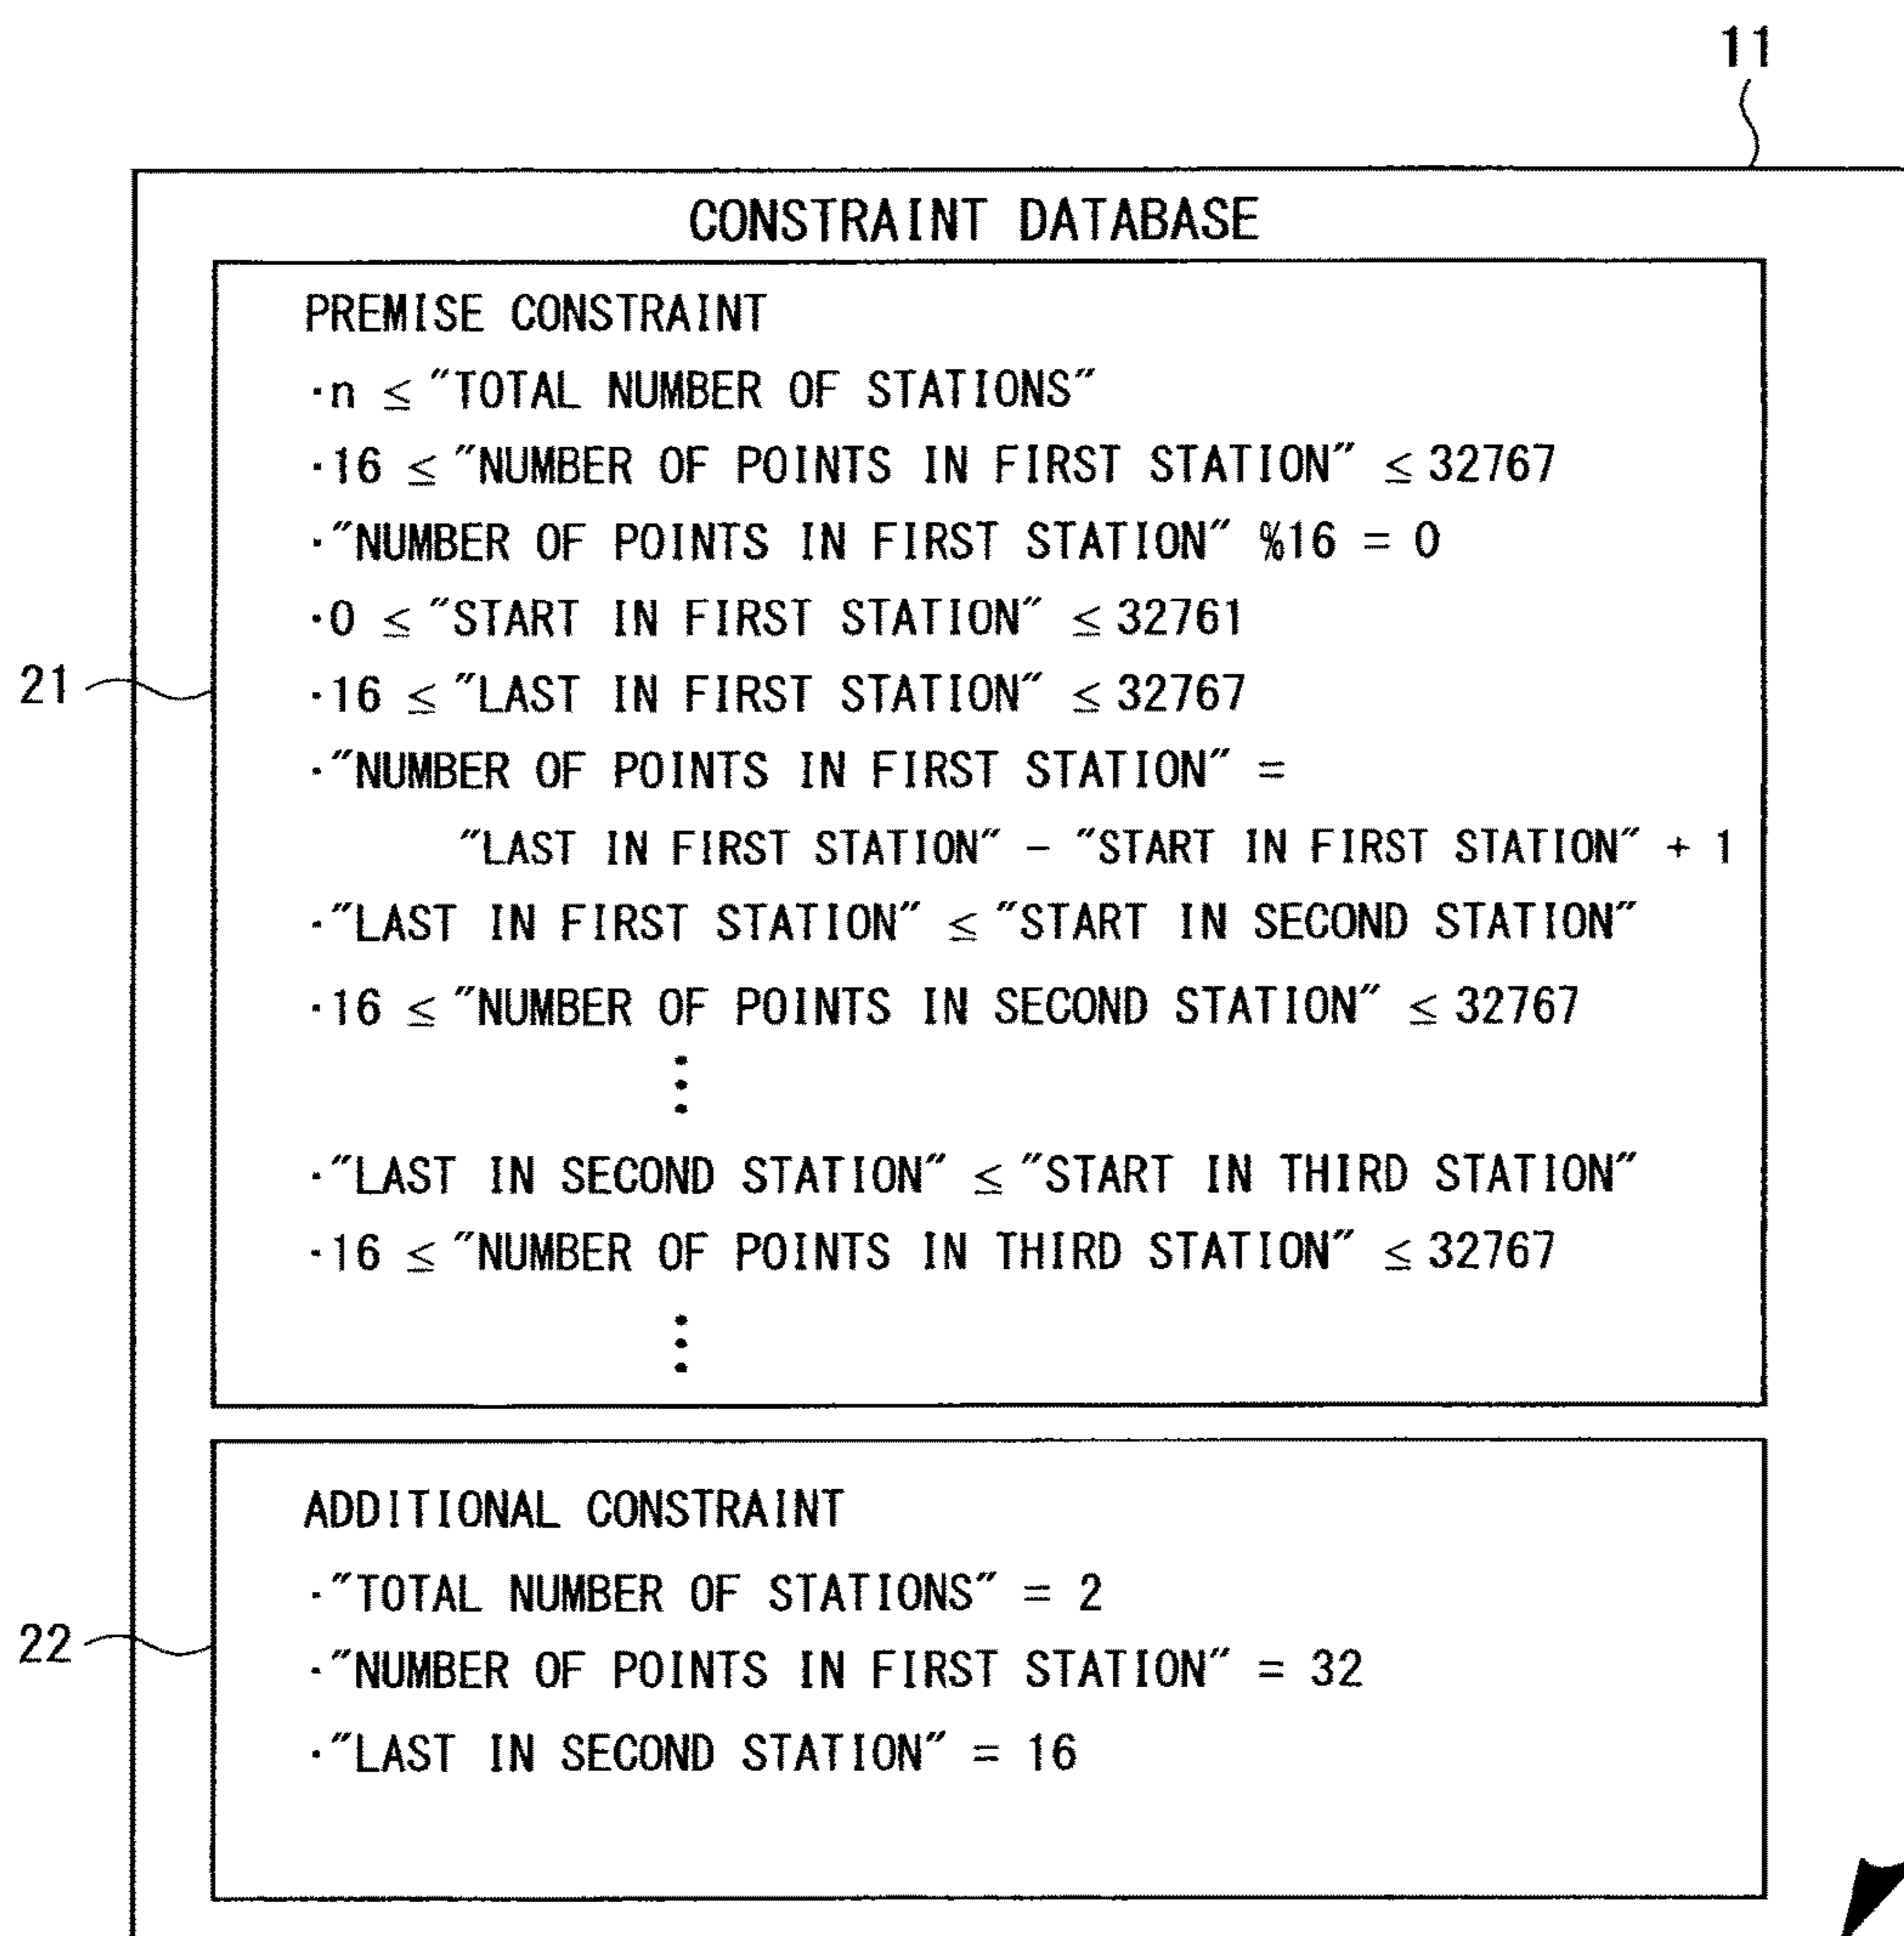 11
CONSTRAINT DATABASE
PREMISE CONSTRAINT
·n ≤ "TOTAL NUMBER OF STATIONS"
·16 ≤ "NUMBER OF POINTS IN FIRST STATION" ≤ 32767
·"NUMBER OF POINTS IN FIRST STATION" %16 = 0
·0 ≤ "START IN FIRST STATION" ≤ 32761
21
·16 ≤ "LAST IN FIRST STATION" ≤ 32767
·"NUMBER OF POINTS IN FIRST STATION" =
"LAST IN FIRST STATION" - "START IN FIRST STATION" + 1
·"LAST IN FIRST STATION" ≤ "START IN SECOND STATION"
·16 ≤ "NUMBER OF POINTS IN SECOND STATION" ≤ 32767
⋮
·"LAST IN SECOND STATION" ≤ "START IN THIRD STATION"
·16 ≤ "NUMBER OF POINTS IN THIRD STATION" ≤ 32767
⋮
ADDITIONAL CONSTRAINT
·"TOTAL NUMBER OF STATIONS" = 2
22
·"NUMBER OF POINTS IN FIRST STATION" = 32
·"LAST IN SECOND STATION" = 16